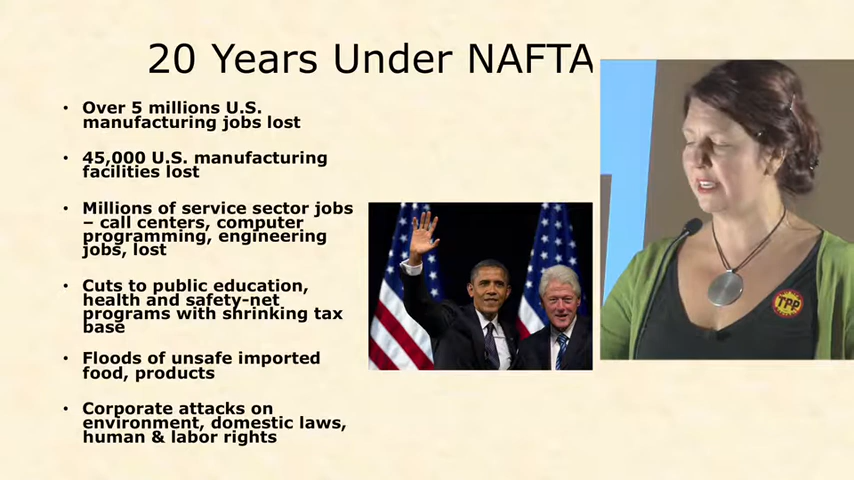 20 Years Under NAFTA
• Over 5 millions U.S.
manufacturing jobs lost
• 45,000 U.S. manufacturing
facilities lost
• Millions of service sector jobs
– call centers, computer
programming, engineering
jobs, lost
• Cuts to public education,
health and safety-net
programs with shrinking tax
base
• Floods of unsafe imported
food, products
• Corporate attacks on
environment, domestic laws,
human & labor rights
TPP